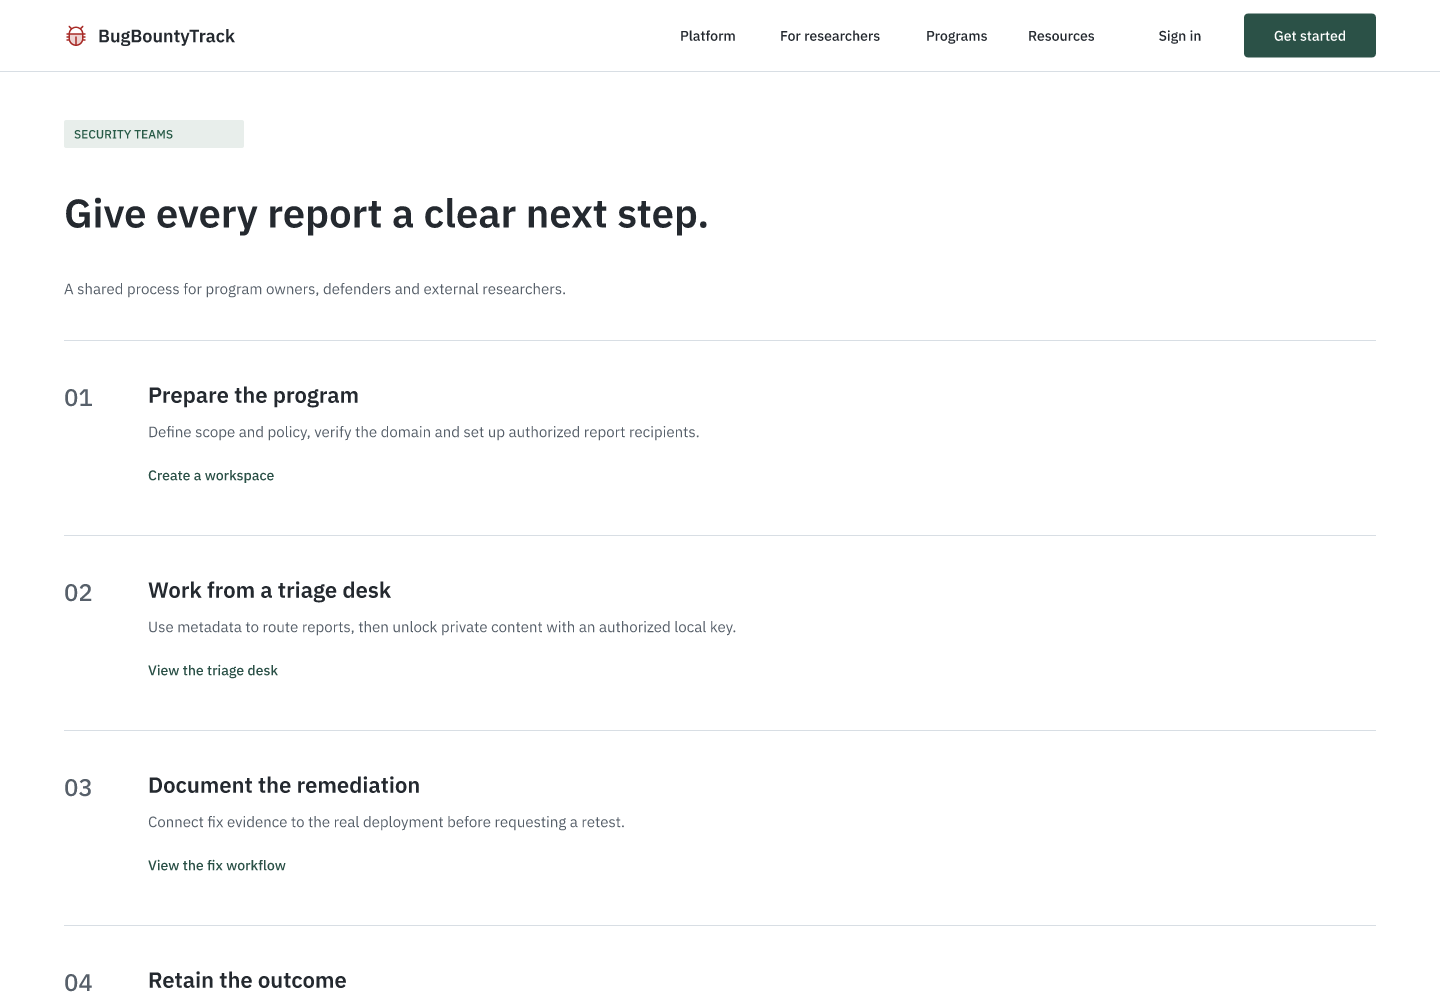 BugBountyTrack
Platform
For researchers
Programs
Resources
Sign in
Get started
SECURITY TEAMS
Give every report a clear next step.
A shared process for program owners, defenders and external researchers.
01
Prepare the program
Define scope and policy, verify the domain and set up authorized report recipients.
Create a workspace
02
Work from a triage desk
Use metadata to route reports, then unlock private content with an authorized local key.
View the triage desk
03
Document the remediation
Connect fix evidence to the real deployment before requesting a retest.
View the fix workflow
04
Retain the outcome